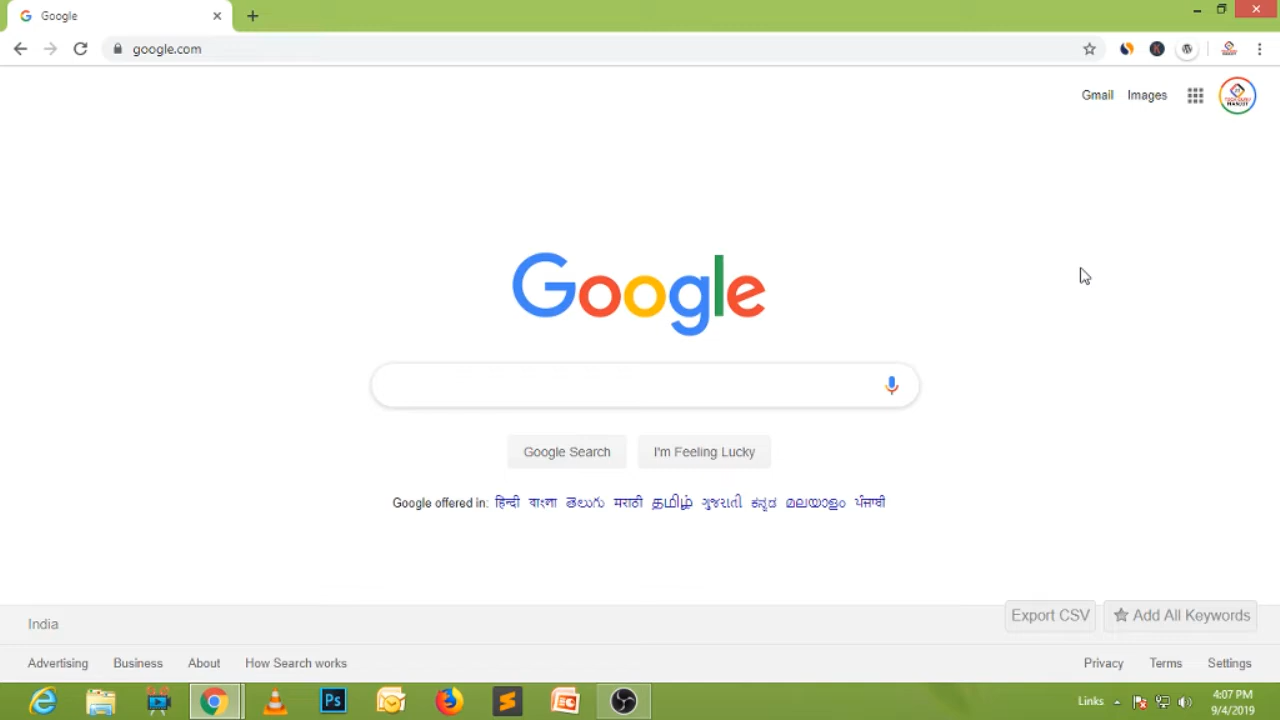 Google
google.com
Gmail Images
Google
Google Search I'm Feeling Lucky
Google offered in: हिन्दी বাংলা తెలుగు मराठी தமிழ் ગુજરાતી ಕನ್ನಡ മലയാളം ਪੰਜਾਬੀ
Export CSV Add All Keywords
India
Advertising Business About How Search works Privacy Terms Settings
Ps Links 4:07 PM
9/4/2019